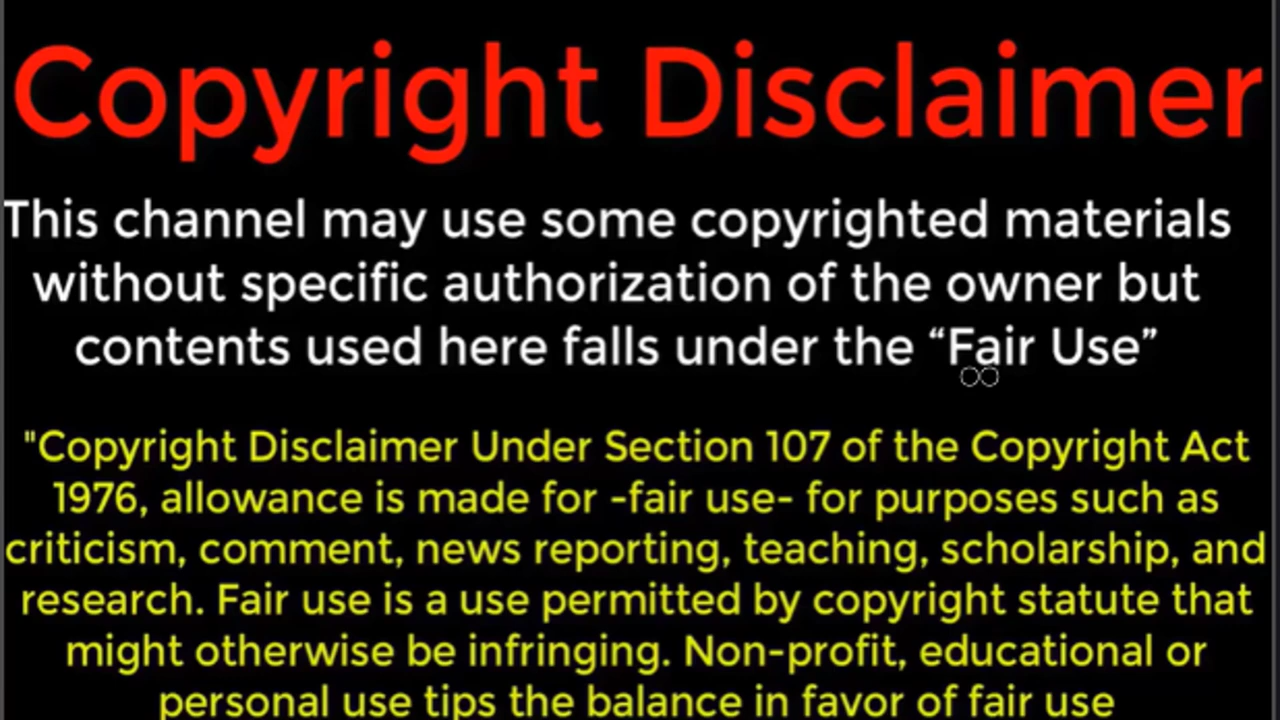 Copyright Disclaimer
This channel may use some copyrighted materials
without specific authorization of the owner but
contents used here falls under the “Fair Use”
"Copyright Disclaimer Under Section 107 of the Copyright Act
1976, allowance is made for -fair use- for purposes such as
criticism, comment, news reporting, teaching, scholarship, and
research. Fair use is a use permitted by copyright statute that
might otherwise be infringing. Non-profit, educational or
personal use tips the balance in favor of fair use